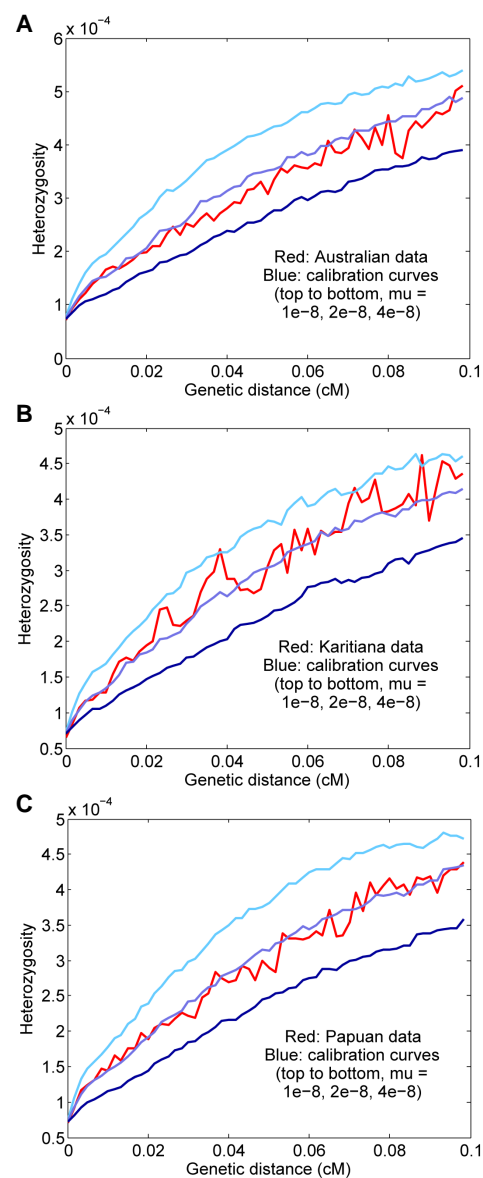 A
x 10⁻⁴
6
5
4
3
2
1
0
Heterozygosity
Red: Australian data
Blue: calibration curves
(top to bottom, mu =
1e−8, 2e−8, 4e−8)
0 0.02 0.04 0.06 0.08 0.1
Genetic distance (cM)
B
x 10⁻⁴
5
4.5
4
3.5
3
2.5
2
1.5
1
0.5
Heterozygosity
Red: Karitiana data
Blue: calibration curves
(top to bottom, mu =
1e−8, 2e−8, 4e−8)
0 0.02 0.04 0.06 0.08 0.1
Genetic distance (cM)
C
x 10⁻⁴
5
4.5
4
3.5
3
2.5
2
1.5
1
0.5
Heterozygosity
Red: Papuan data
Blue: calibration curves
(top to bottom, mu =
1e−8, 2e−8, 4e−8)
0 0.02 0.04 0.06 0.08 0.1
Genetic distance (cM)